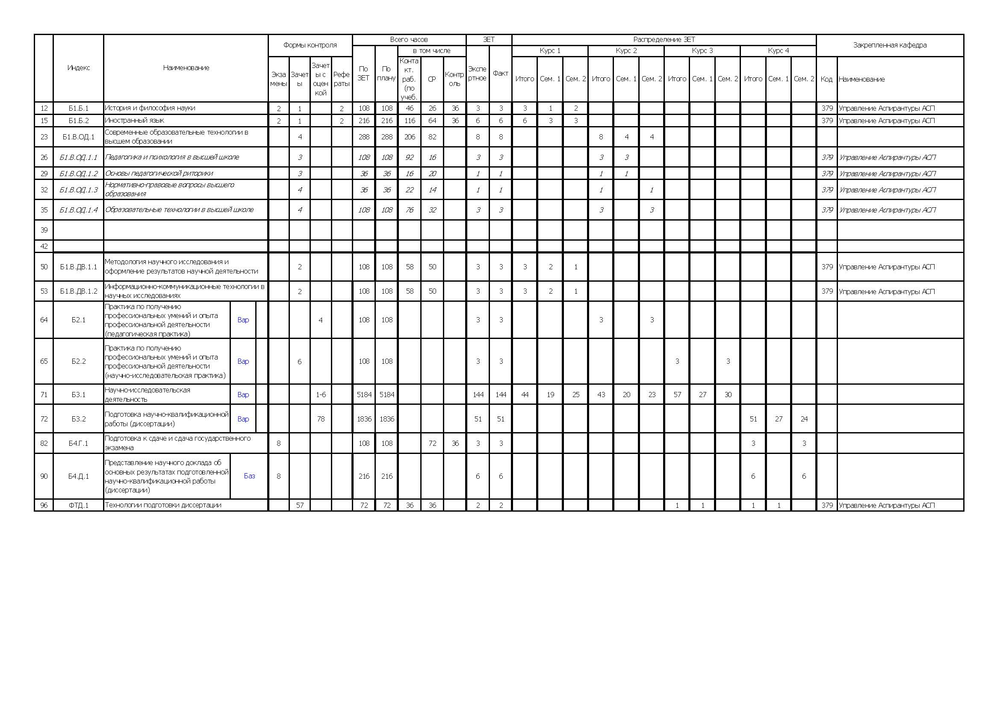 Индекс Наименование Формы контроля Всего часов ЗЕТ Распределение ЗЕТ Закрепленная кафедра
По ЗЕТ По плану в том числе Экспе ртное Факт Курс 1 Курс 2 Курс 3 Курс 4
Экза мены Зачет ы Зачет ы с оцен кой Рефе раты Конта кт. раб. (по учеб. СР Контр оль Итого Сем. 1 Сем. 2 Итого Сем. 1 Сем. 2 Итого Сем. 1 Сем. 2 Итого Сем. 1 Сем. 2 Код Наименование
12 Б1.Б.1 История и философия науки 2 1 2 108 108 46 26 36 3 3 3 1 2 379 Управление Аспирантуры АСП
15 Б1.Б.2 Иностранный язык 2 1 2 216 216 116 64 36 6 6 6 3 3 379 Управление Аспирантуры АСП
23 Б1.В.ОД.1 Современные образовательные технологии в
высшем образовании 4 288 288 206 82 8 8 8 4 4
26 Б1.В.ОД.1.1 Педагогика и психология в высшей школе 3 108 108 92 16 3 3 3 3 379 Управление Аспирантуры АСП
29 Б1.В.ОД.1.2 Основы педагогической риторики 3 36 36 16 20 1 1 1 1 379 Управление Аспирантуры АСП
32 Б1.В.ОД.1.3 Нормативно-правовые вопросы высшего
образования 4 36 36 22 14 1 1 1 1 379 Управление Аспирантуры АСП
35 Б1.В.ОД.1.4 Образовательные технологии в высшей школе 4 108 108 76 32 3 3 3 3 379 Управление Аспирантуры АСП
39
42
50 Б1.В.ДВ.1.1 Методология научного исследования и
оформление результатов научной деятельности 2 108 108 58 50 3 3 3 2 1 379 Управление Аспирантуры АСП
53 Б1.В.ДВ.1.2 Информационно-коммуникационные технологии в
научных исследованиях 2 108 108 58 50 3 3 3 2 1 379 Управление Аспирантуры АСП
64 Б2.1 Практика по получению
профессиональных умений и опыта
профессиональной деятельности
(педагогическая практика) Вар 4 108 108 3 3 3 3
65 Б2.2 Практика по получению
профессиональных умений и опыта
профессиональной деятельности
(научно-исследовательская практика) Вар 6 108 108 3 3 3 3
71 Б3.1 Научно-исследовательская
деятельность Вар 1-6 5184 5184 144 144 44 19 25 43 20 23 57 27 30
72 Б3.2 Подготовка научно-квалификационной
работы (диссертации) Вар 78 1836 1836 51 51 51 27 24
82 Б4.Г.1 Подготовка к сдаче и сдача государственного
экзамена 8 108 108 72 36 3 3 3 3
90 Б4.Д.1 Представление научного доклада об
основных результатах подготовленной
научно-квалификационной работы
(диссертации) Баз 8 216 216 6 6 6 6
96 ФТД.1 Технологии подготовки диссертации 57 72 72 36 36 2 2 1 1 1 1 379 Управление Аспирантуры АСП